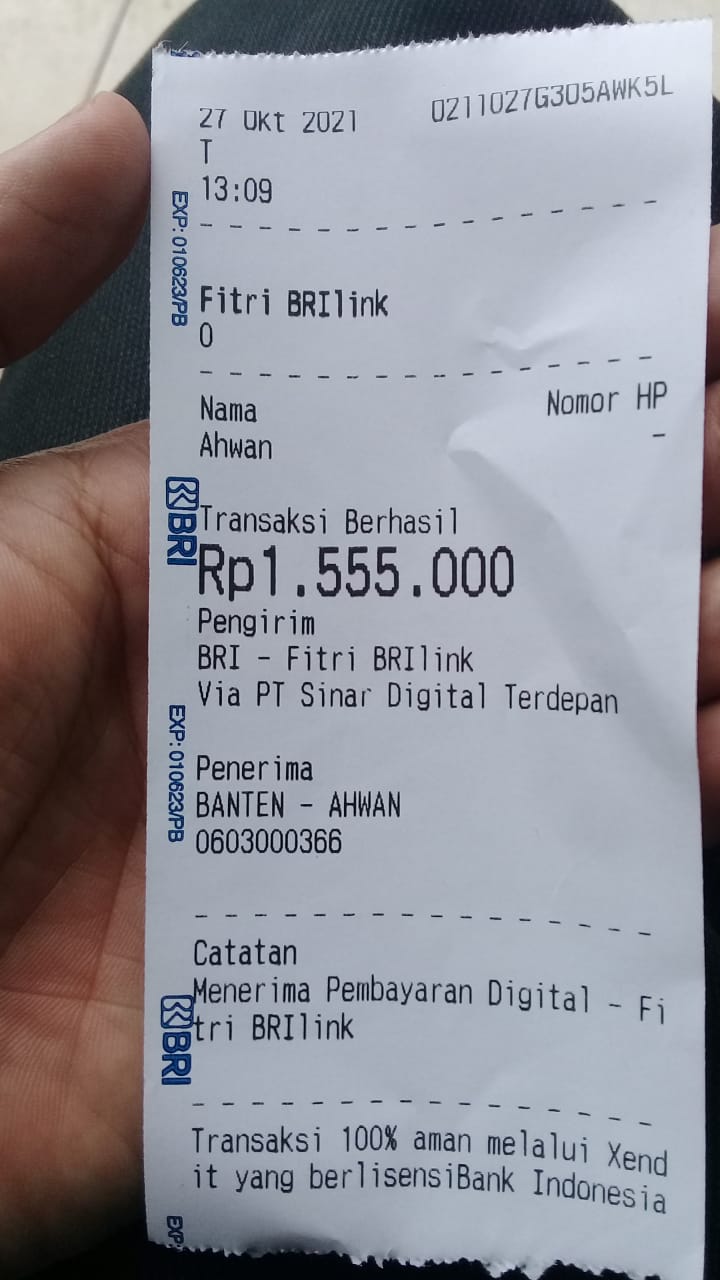 27 Okt 2021 0211027G305AWK5L
T
13:09
Fitri BRIlink
0
Nama Nomor HP
Ahwan -
Transaksi Berhasil
Rp1.555.000
Pengirim
BRI - Fitri BRIlink
Via PT Sinar Digital Terdepan
Penerima
BANTEN - AHWAN
0603000366
Catatan
Menerima Pembayaran Digital - Fi
tri BRIlink
Transaksi 100% aman melalui Xend
it yang berlisensiBank Indonesia
EXP: 010623/PB
BRI
EXP: 010623/PB
BRI
EXP: